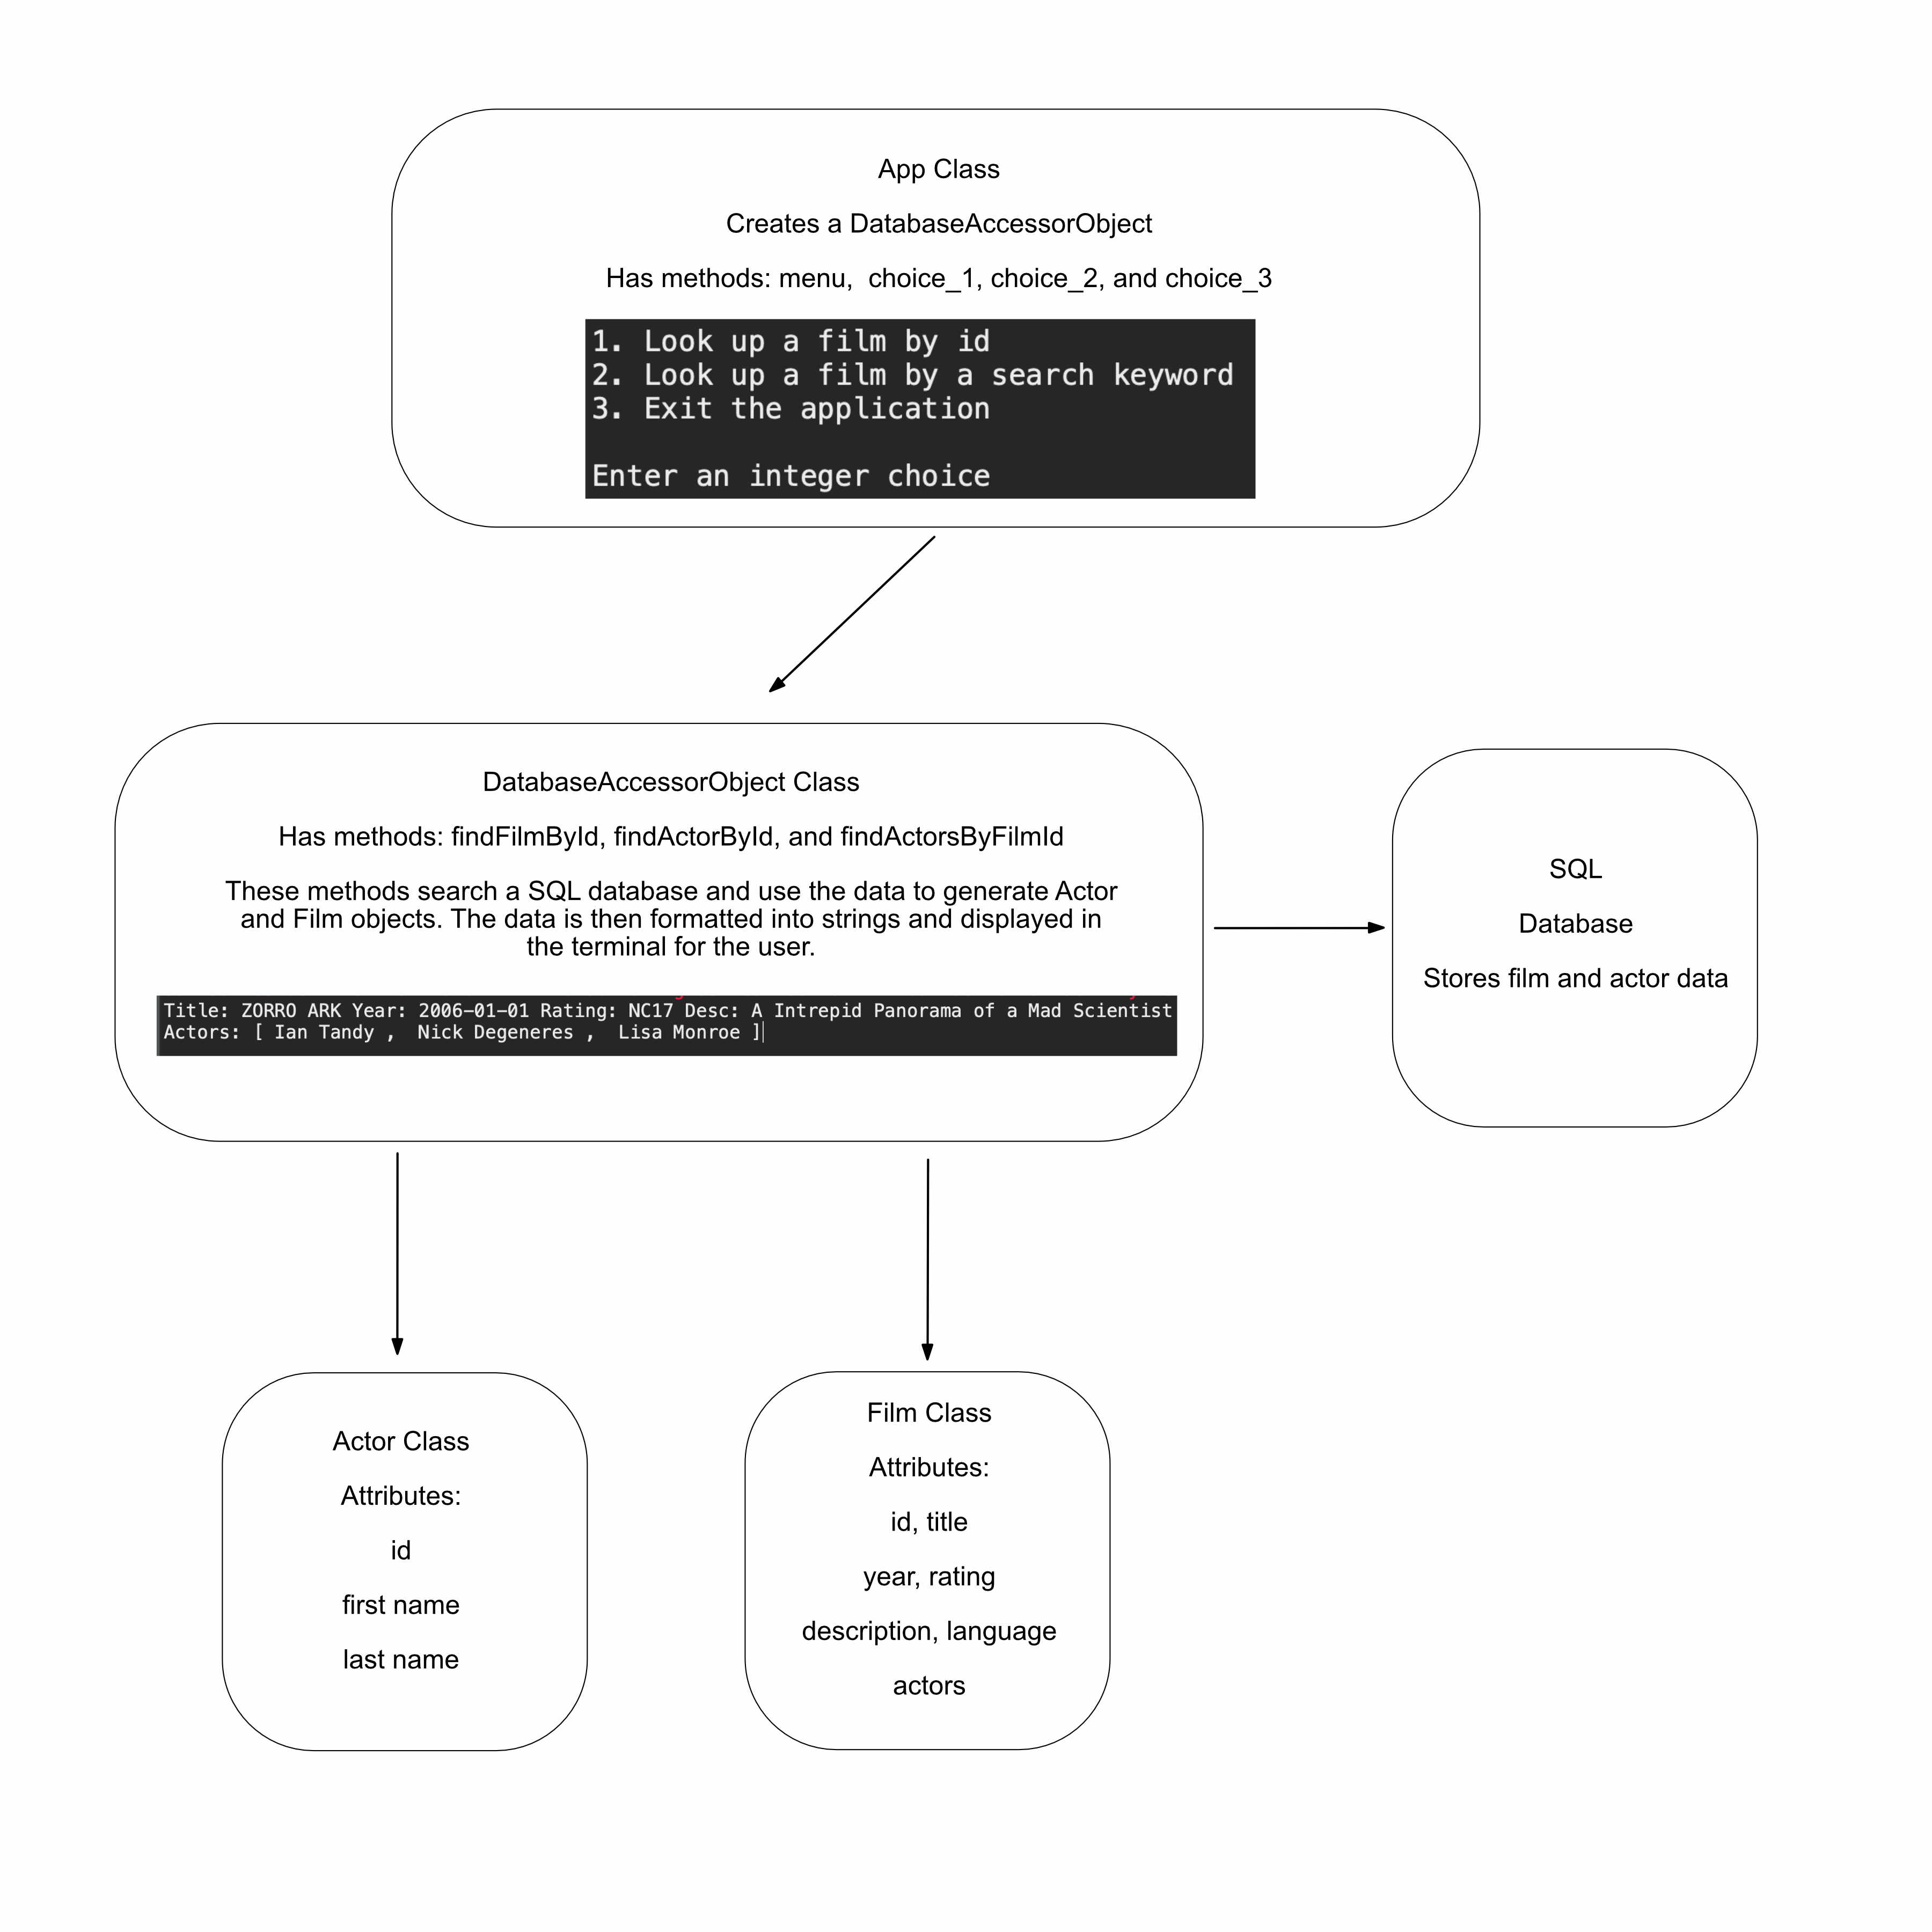 App Class
Creates a DatabaseAccessorObject
Has methods: menu,  choice_1, choice_2, and choice_3
1. Look up a film by id
2. Look up a film by a search keyword
3. Exit the application
Enter an integer choice
DatabaseAccessorObject Class
Has methods: findFilmById, findActorById, and findActorsByFilmId
These methods search a SQL database and use the data to generate Actor
and Film objects. The data is then formatted into strings and displayed in
the terminal for the user.
Title: ZORRO ARK Year: 2006-01-01 Rating: NC17 Desc: A Intrepid Panorama of a Mad Scientist
Actors: [ Ian Tandy ,  Nick Degeneres ,  Lisa Monroe ]
SQL
Database
Stores film and actor data
Actor Class
Attributes:
id
first name
last name
Film Class
Attributes:
id, title
year, rating
description, language
actors